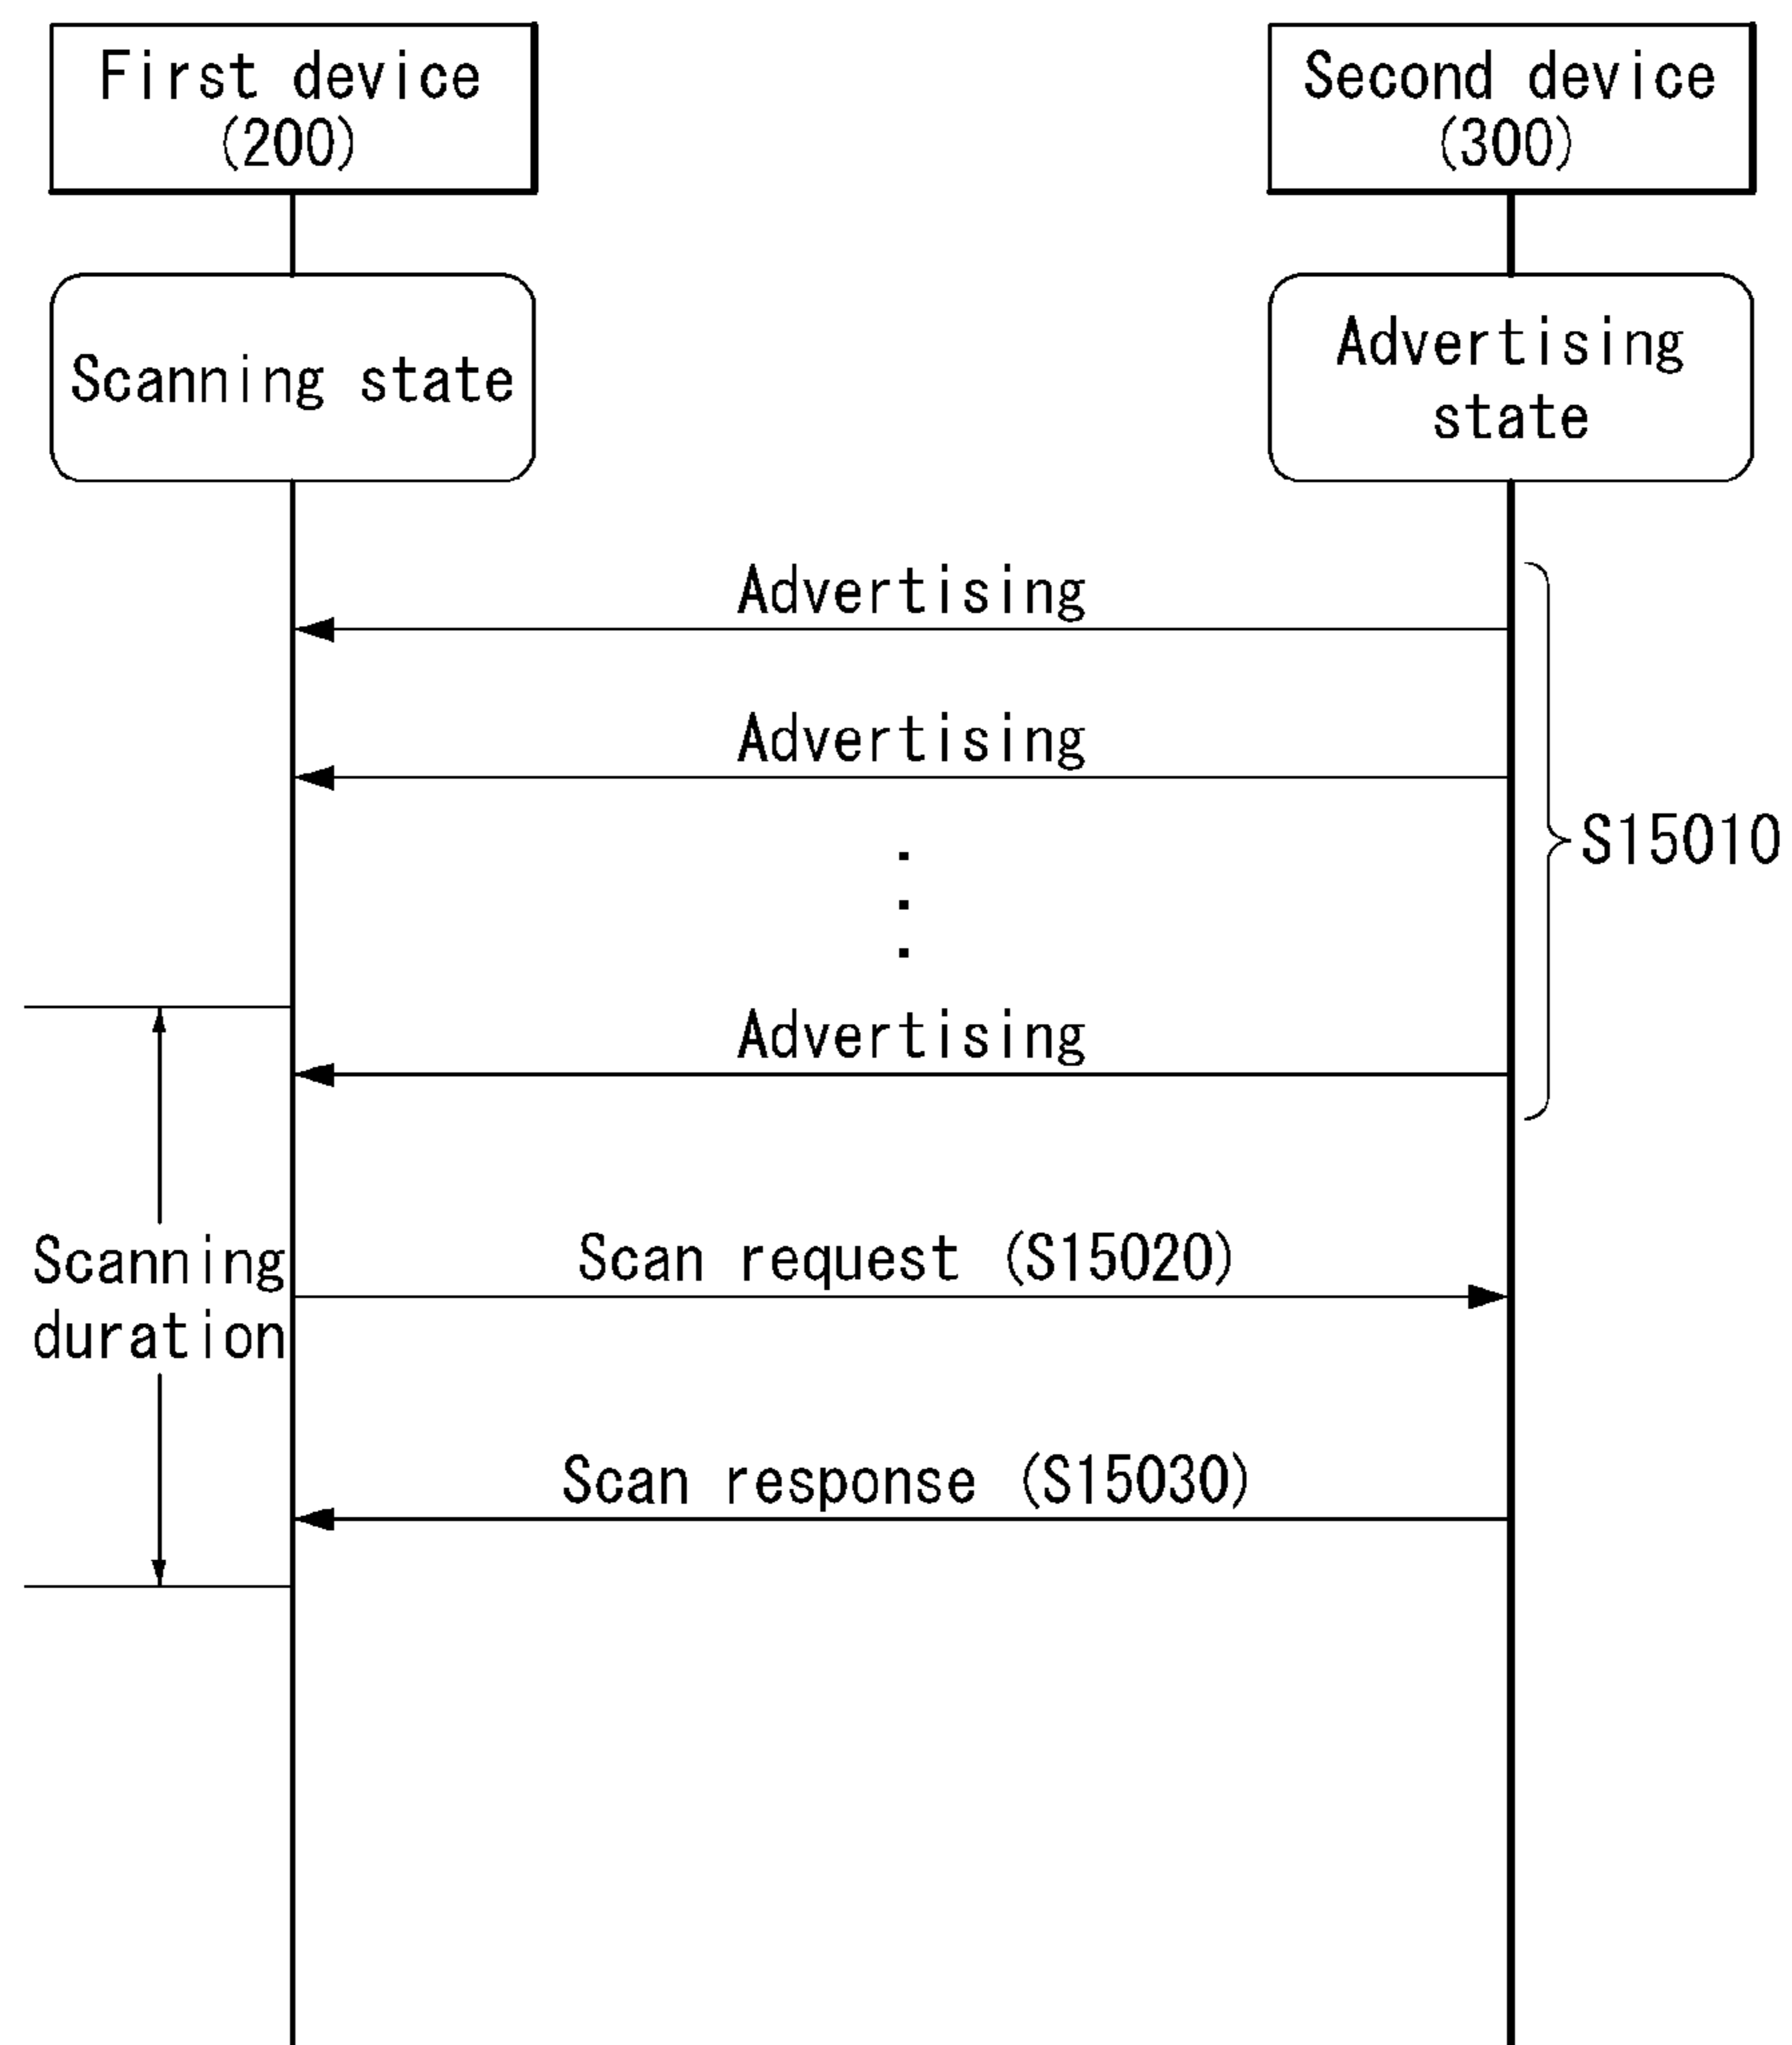 First device
(200)
Second device
(300)
Scanning state
Advertising
state
Advertising
Advertising
S15010
Advertising
Scanning
duration
Scan request (S15020)
Scan response (S15030)